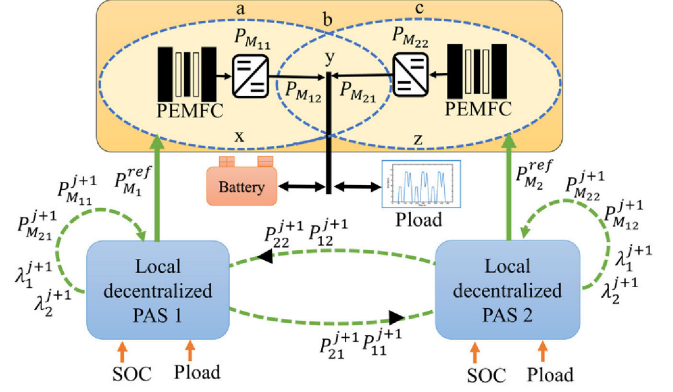 a
b
c
P_{M_{11}}
P_{M_{22}}
y
PEMFC
P_{M_{12}}
P_{M_{21}}
PEMFC
x
z
P_{M_1}^{ref}
Battery
Pload
P_{M_2}^{ref}
P_{M_{11}}^{j+1}
P_{M_{21}}^{j+1}
λ_1^{j+1}
λ_2^{j+1}
Local
decentralized
PAS 1
P_{22}^{j+1} P_{12}^{j+1}
P_{21}^{j+1} P_{11}^{j+1}
Local
decentralized
PAS 2
P_{M_{22}}^{j+1}
P_{M_{12}}^{j+1}
λ_1^{j+1}
λ_2^{j+1}
SOC
Pload
SOC
Pload